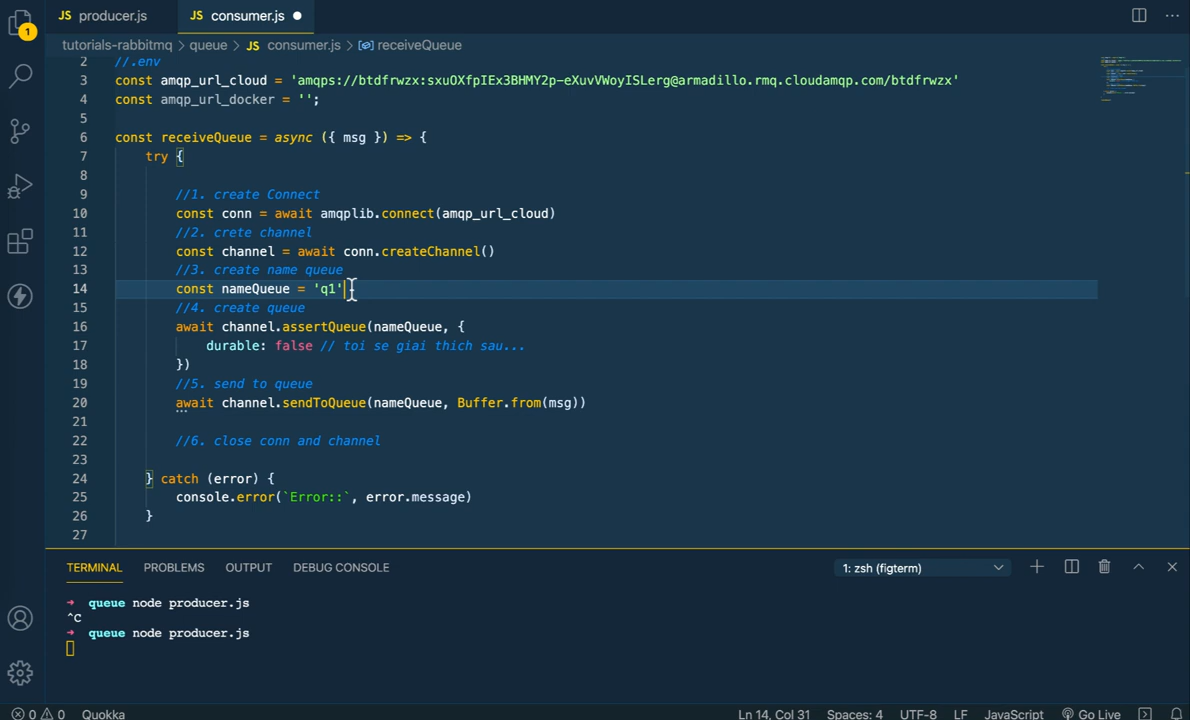 JS producer.js JS consumer.js
1
tutorials-rabbitmq > queue > JS consumer.js > receiveQueue
2 //.env
3 const amqp_url_cloud = 'amqps://btdfrwzx:sxuOXfpIEx3BHMY2p-eXuvVWoyISLerg@armadillo.rmq.cloudamqp.com/btdfrwzx'
4 const amqp_url_docker = '';
5
6 const receiveQueue = async ({ msg }) => {
7 try {
8
9 //1. create Connect
10 const conn = await amqplib.connect(amqp_url_cloud)
11 //2. crete channel
12 const channel = await conn.createChannel()
13 //3. create name queue
14 const nameQueue = 'q1'
15 //4. create queue
16 await channel.assertQueue(nameQueue, {
17 durable: false // toi se giai thich sau...
18 })
19 //5. send to queue
20 await channel.sendToQueue(nameQueue, Buffer.from(msg))
21
22 //6. close conn and channel
23
24 } catch (error) {
25 console.error(`Error::`, error.message)
26 }
27
TERMINAL PROBLEMS OUTPUT DEBUG CONSOLE 1: zsh (figterm)
→ queue node producer.js
^C
→ queue node producer.js
0 0 Quokka Ln 14, Col 31 Spaces: 4 UTF-8 LF JavaScript Go Live